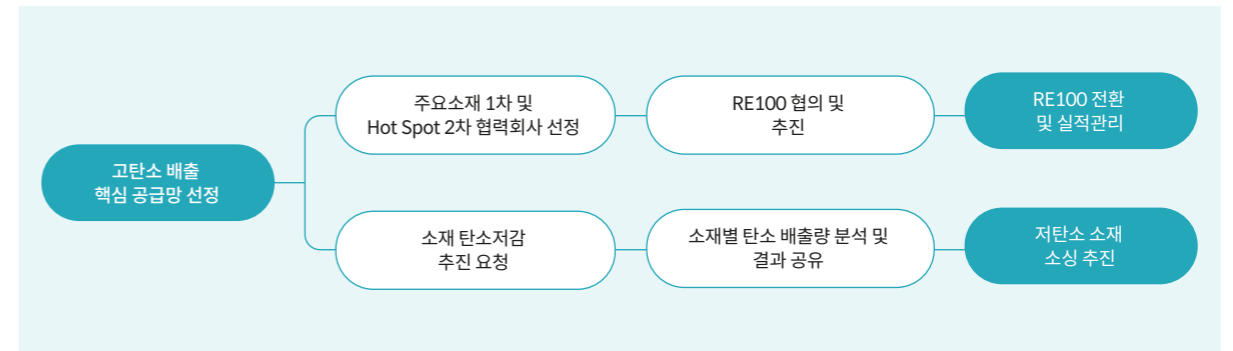 고탄소 배출
핵심 공급망 선정
주요소재 1차 및
Hot Spot 2차 협력회사 선정
RE100 협의 및
추진
RE100 전환
및 실적관리
소재 탄소저감
추진 요청
소재별 탄소 배출량 분석 및
결과 공유
저탄소 소재
소싱 추진